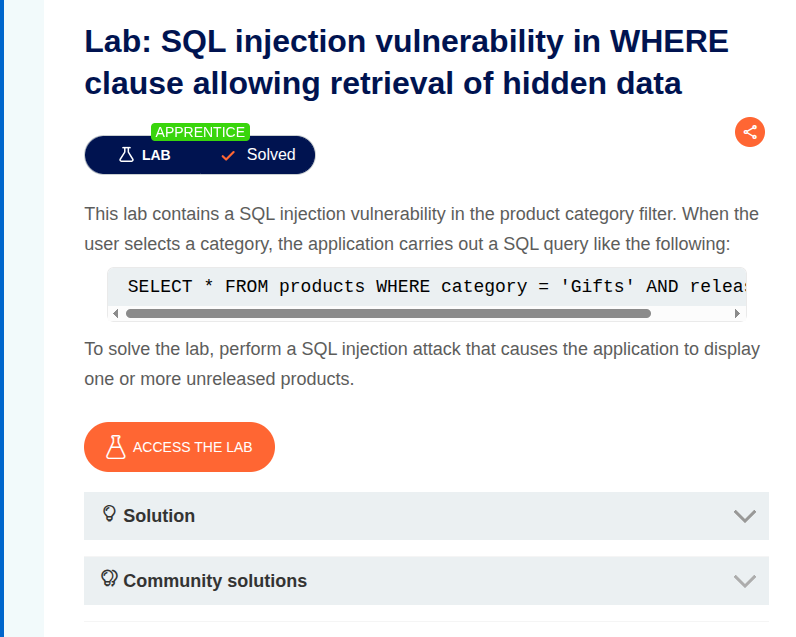 Lab: SQL injection vulnerability in WHERE
clause allowing retrieval of hidden data
APPRENTICE
LAB Solved
This lab contains a SQL injection vulnerability in the product category filter. When the
user selects a category, the application carries out a SQL query like the following:
SELECT * FROM products WHERE category = 'Gifts' AND
To solve the lab, perform a SQL injection attack that causes the application to display
one or more unreleased products.
ACCESS THE LAB
Solution
Community solutions